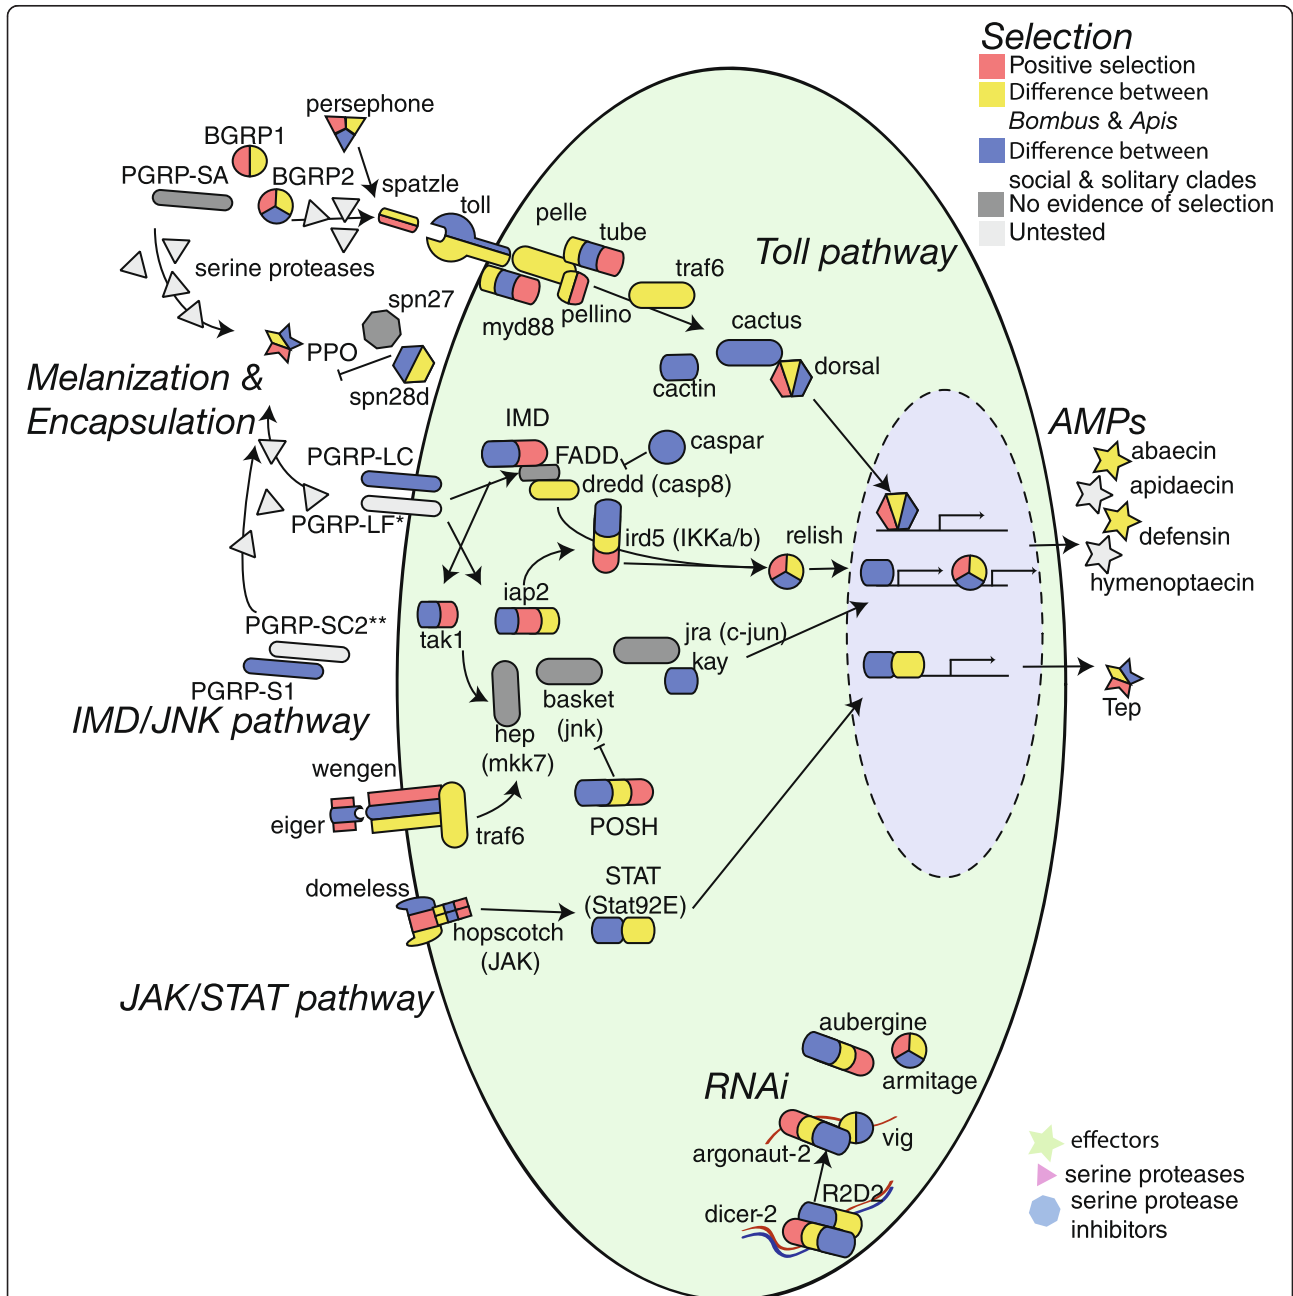 Selection
Positive selection
Difference between
Bombus & Apis
Difference between
social & solitary clades
No evidence of selection
Untested
persephone
BGRP1
PGRP-SA
BGRP2
spatzle
toll
pelle
tube
serine proteases
Toll pathway
traf6
spn27
myd88
pellino
PPO
cactus
spn28d
cactin
dorsal
Melanization &
Encapsulation
IMD
AMPs
PGRP-LC
FADD
caspar
abaecin
dredd (casp8)
apidaecin
PGRP-LF*
ird5 (IKKa/b)
relish
defensin
hymenoptaecin
iap2
PGRP-SC2**
tak1
jra (c-jun)
kay
PGRP-S1
basket
(jnk)
IMD/JNK pathway
hep
(mkk7)
Tep
wengen
eiger
traf6
POSH
domeless
STAT
(Stat92E)
hopscotch
(JAK)
JAK/STAT pathway
aubergine
RNAi
armitage
argonaut-2
vig
effectors
serine proteases
R2D2
dicer-2
serine protease
inhibitors